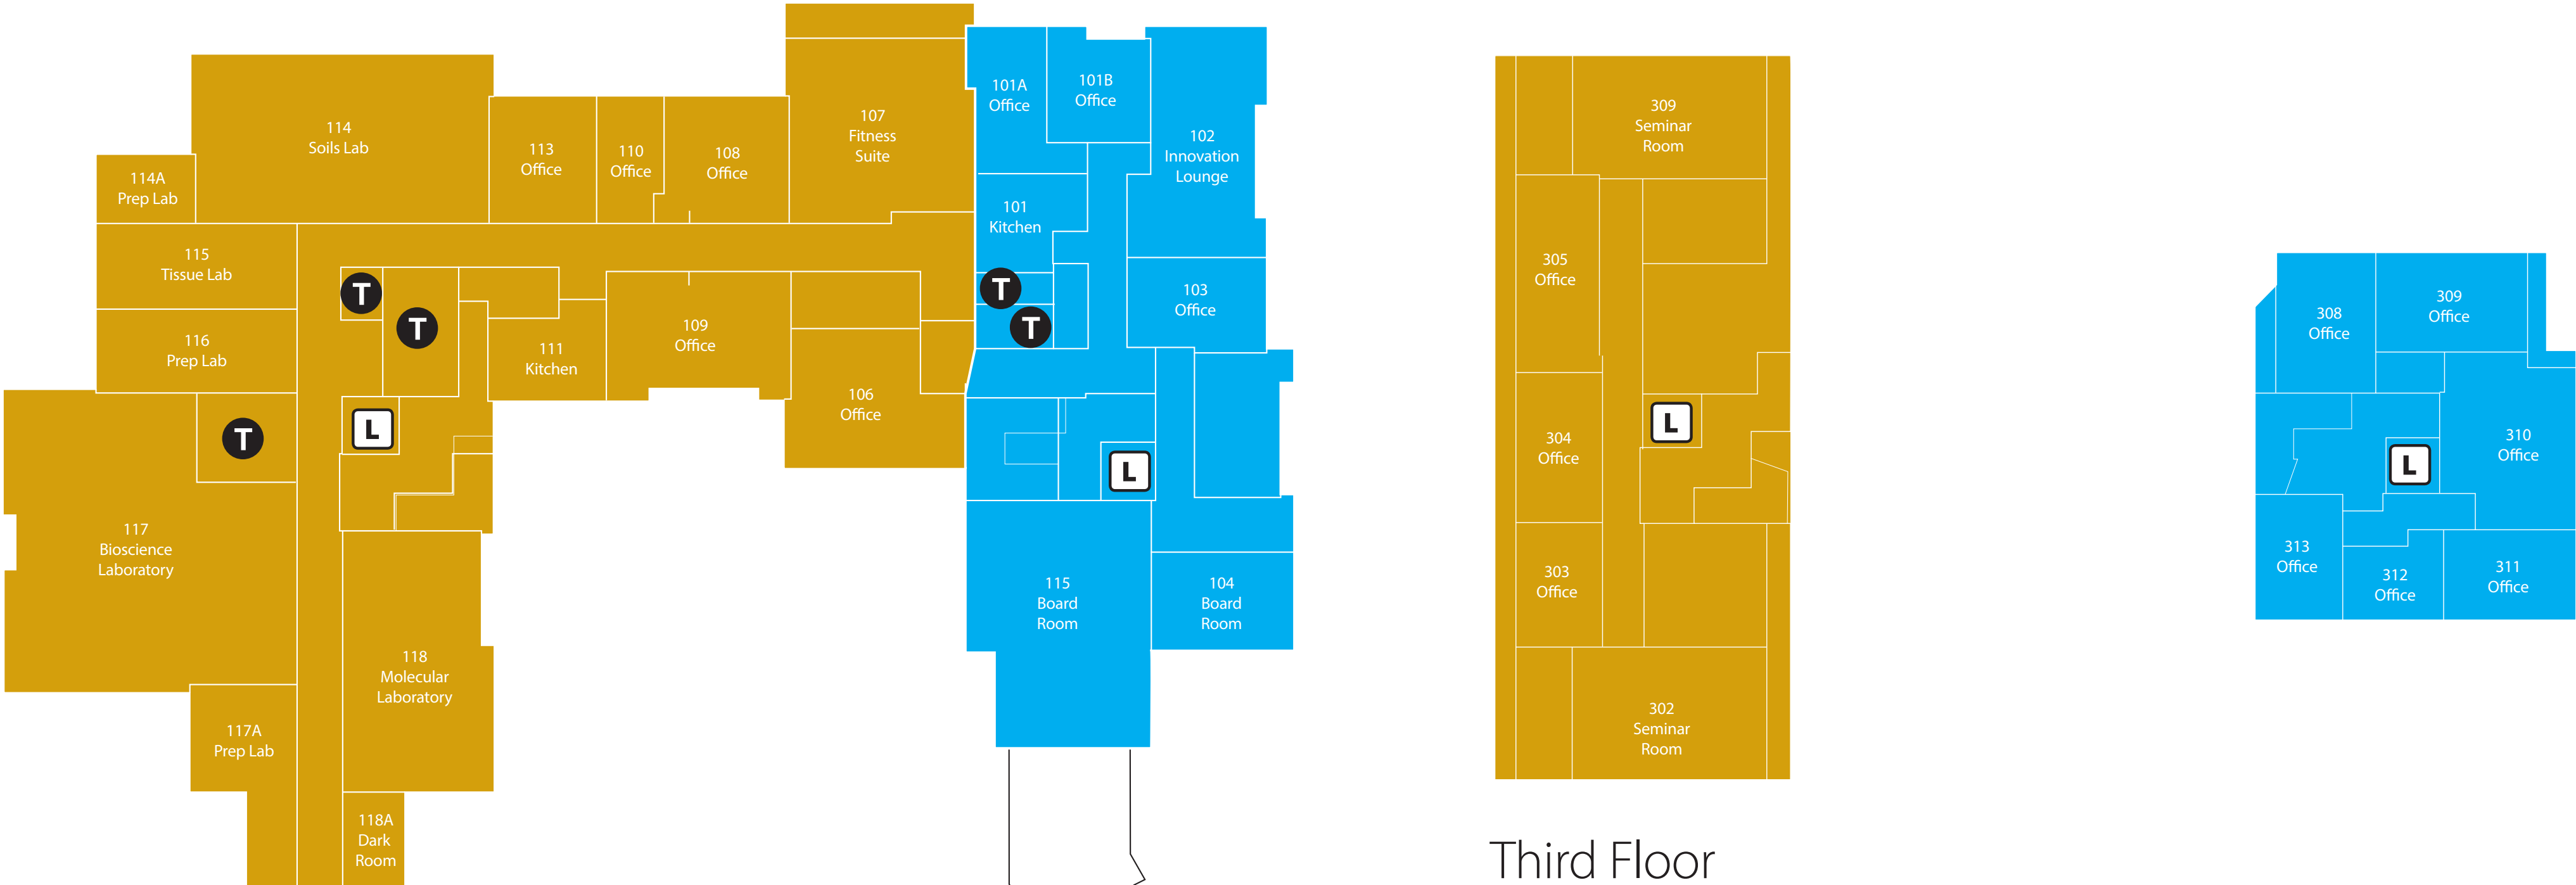 114
Soils Lab
114A
Prep Lab
113
Office
110
Office
108
Office
107
Fitness
Suite
115
Tissue Lab
116
Prep Lab
T
T
T
L
111
Kitchen
109
Office
106
Office
117
Bioscience
Laboratory
117A
Prep Lab
118
Molecular
Laboratory
118A
Dark
Room
101A
Office
101B
Office
102
Innovation
Lounge
101
Kitchen
T
T
103
Office
L
115
Board
Room
104
Board
Room
309
Seminar
Room
305
Office
304
Office
L
303
Office
302
Seminar
Room
308
Office
309
Office
310
Office
L
313
Office
312
Office
311
Office
Third Floor